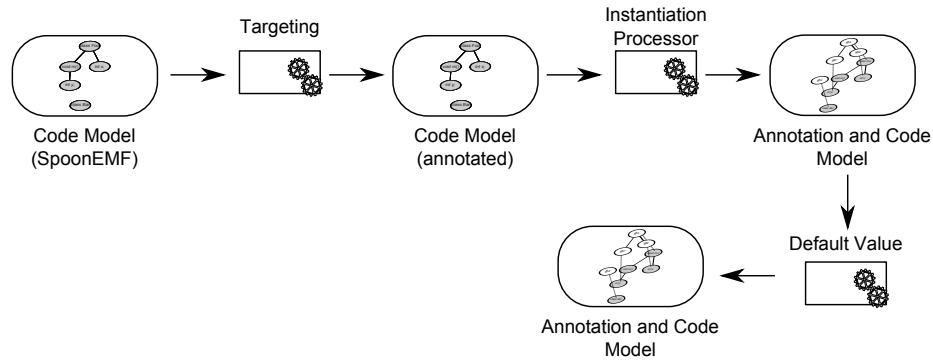 Targeting
Instantiation
Processor
Code Model
(SpoonEMF)
Code Model
(annotated)
Annotation and Code
Model
Default Value
Annotation and Code
Model